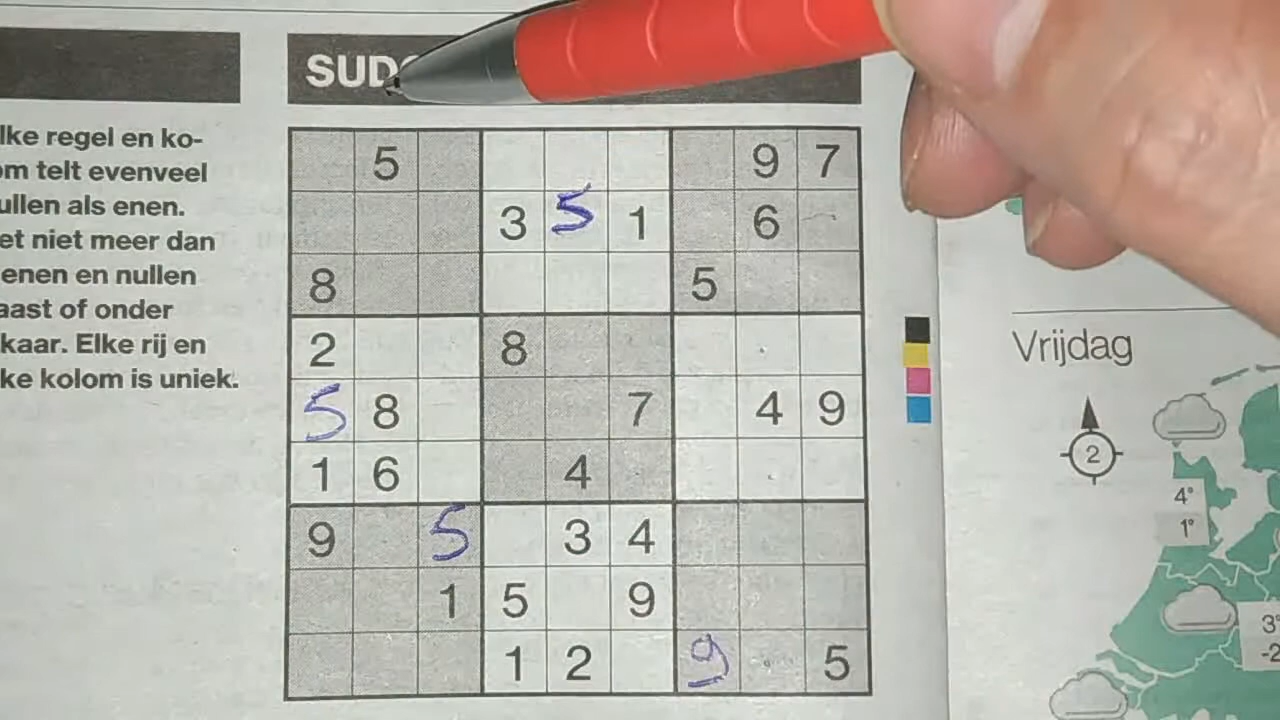 SUD
lke regel en ko-
om telt evenveel
ullen als enen.
et niet meer dan
enen en nullen
aast of onder
kaar. Elke rij en
ke kolom is uniek.
5 9 7
3 5 1 6
8 5
2 8
5 8 7 4 9
1 6 4
9 5 3 4
1 5 9
1 2 9 5
Vrijdag
2
4°
1°
3°
-2